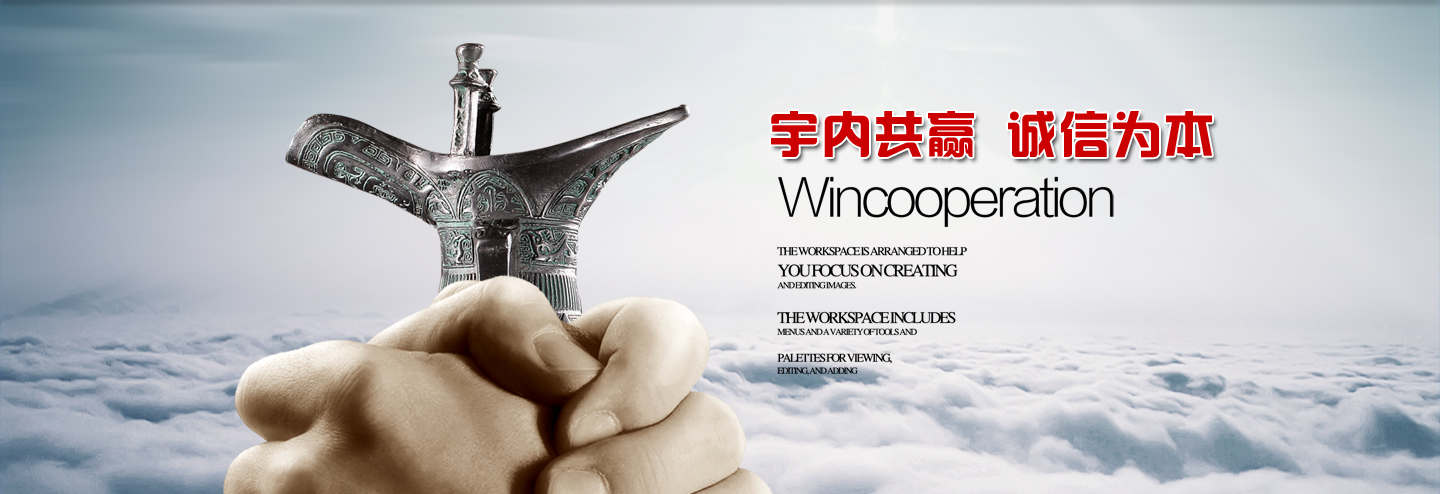 宇内共赢 诚信为本
Wincooperation
THE WORKSPACE IS ARRANGED TO HELP
YOU FOCUS ON CREATING
AND EDITING IMAGES.
THE WORKSPACE INCLUDES
MENUS AND A VARIETY OF TOOLS AND
PALETTES FOR VIEWING,
EDITING, AND ADDING